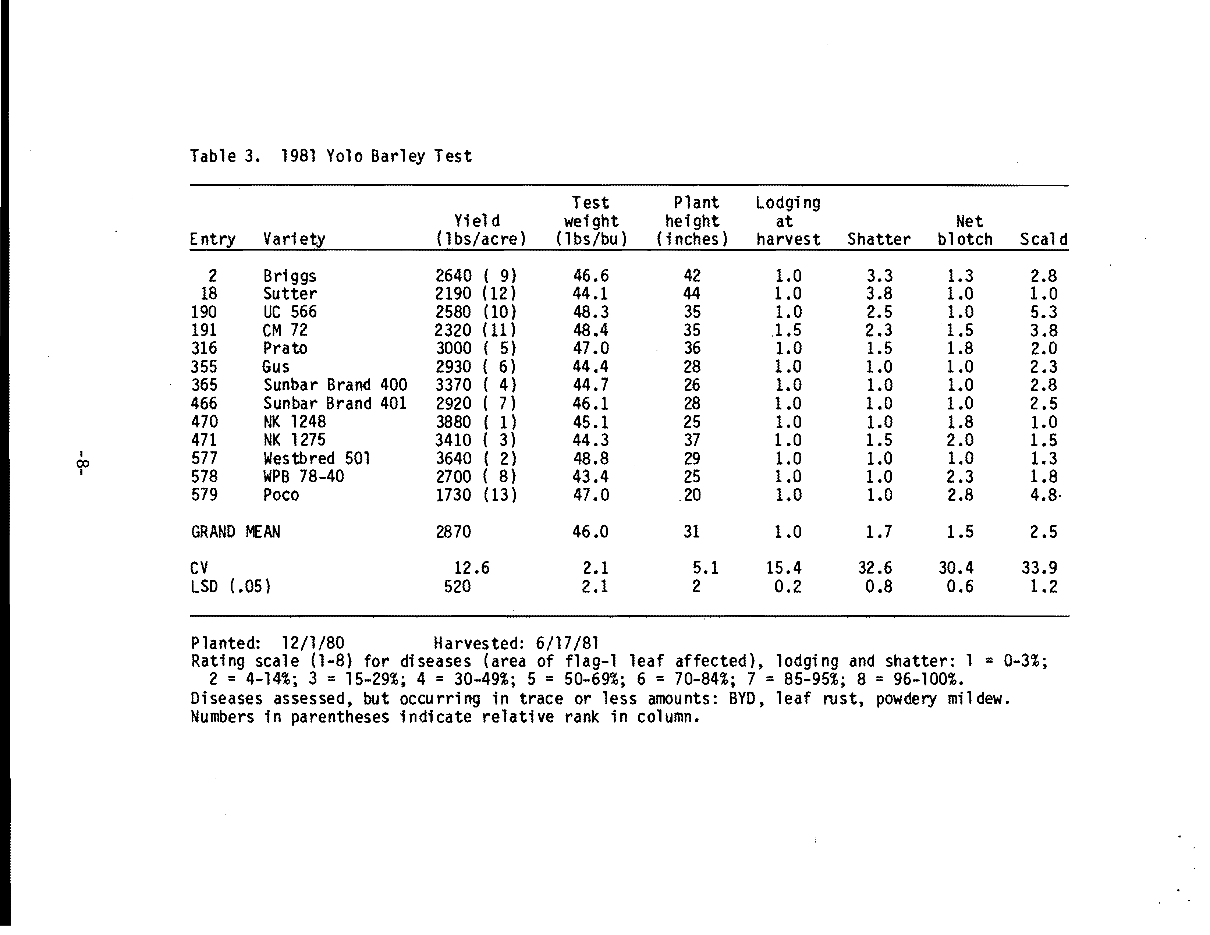 Table 3. 1981 Yolo Barley Test
Test Plant Lodging
Yield weight height at Net
Entry Variety (lbs/acre) (lbs/bu) (inches) harvest Shatter blotch Scald
2 Briggs 2640 ( 9) 46.6 42 1.0 3.3 1.3 2.8
18 Sutter 2190 (12) 44.1 44 1.0 3.8 1.0 1.0
190 UC 566 2580 (10) 48.3 35 1.0 2.5 1.0 5.3
191 CM 72 2320 (11) 48.4 35 1.5 2.3 1.5 3.8
316 Prato 3000 ( 5) 47.0 36 1.0 1.5 1.8 2.0
355 Gus 2930 ( 6) 44.4 28 1.0 1.0 1.0 2.3
365 Sunbar Brand 400 3370 ( 4) 44.7 26 1.0 1.0 1.0 2.8
466 Sunbar Brand 401 2920 ( 7) 46.1 28 1.0 1.0 1.0 2.5
470 NK 1248 3880 ( 1) 45.1 25 1.0 1.0 1.8 1.0
471 NK 1275 3410 ( 3) 44.3 37 1.0 1.5 2.0 1.5
577 Westbred 501 3640 ( 2) 48.8 29 1.0 1.0 1.0 1.3
578 WPB 78-40 2700 ( 8) 43.4 25 1.0 1.0 2.3 1.8
579 Poco 1730 (13) 47.0 20 1.0 1.0 2.8 4.8
GRAND MEAN 2870 46.0 31 1.0 1.7 1.5 2.5
CV 12.6 2.1 5.1 15.4 32.6 30.4 33.9
LSD (.05) 520 2.1 2 0.2 0.8 0.6 1.2
Planted: 12/1/80 Harvested: 6/17/81
Rating scale (1-8) for diseases (area of flag-1 leaf affected), lodging and shatter: 1 = 0-3%;
2 = 4-14%; 3 = 15-29%; 4 = 30-49%; 5 = 50-69%; 6 = 70-84%; 7 = 85-95%; 8 = 96-100%.
Diseases assessed, but occurring in trace or less amounts: BYD, leaf rust, powdery mildew.
Numbers in parentheses indicate relative rank in column.
-8-